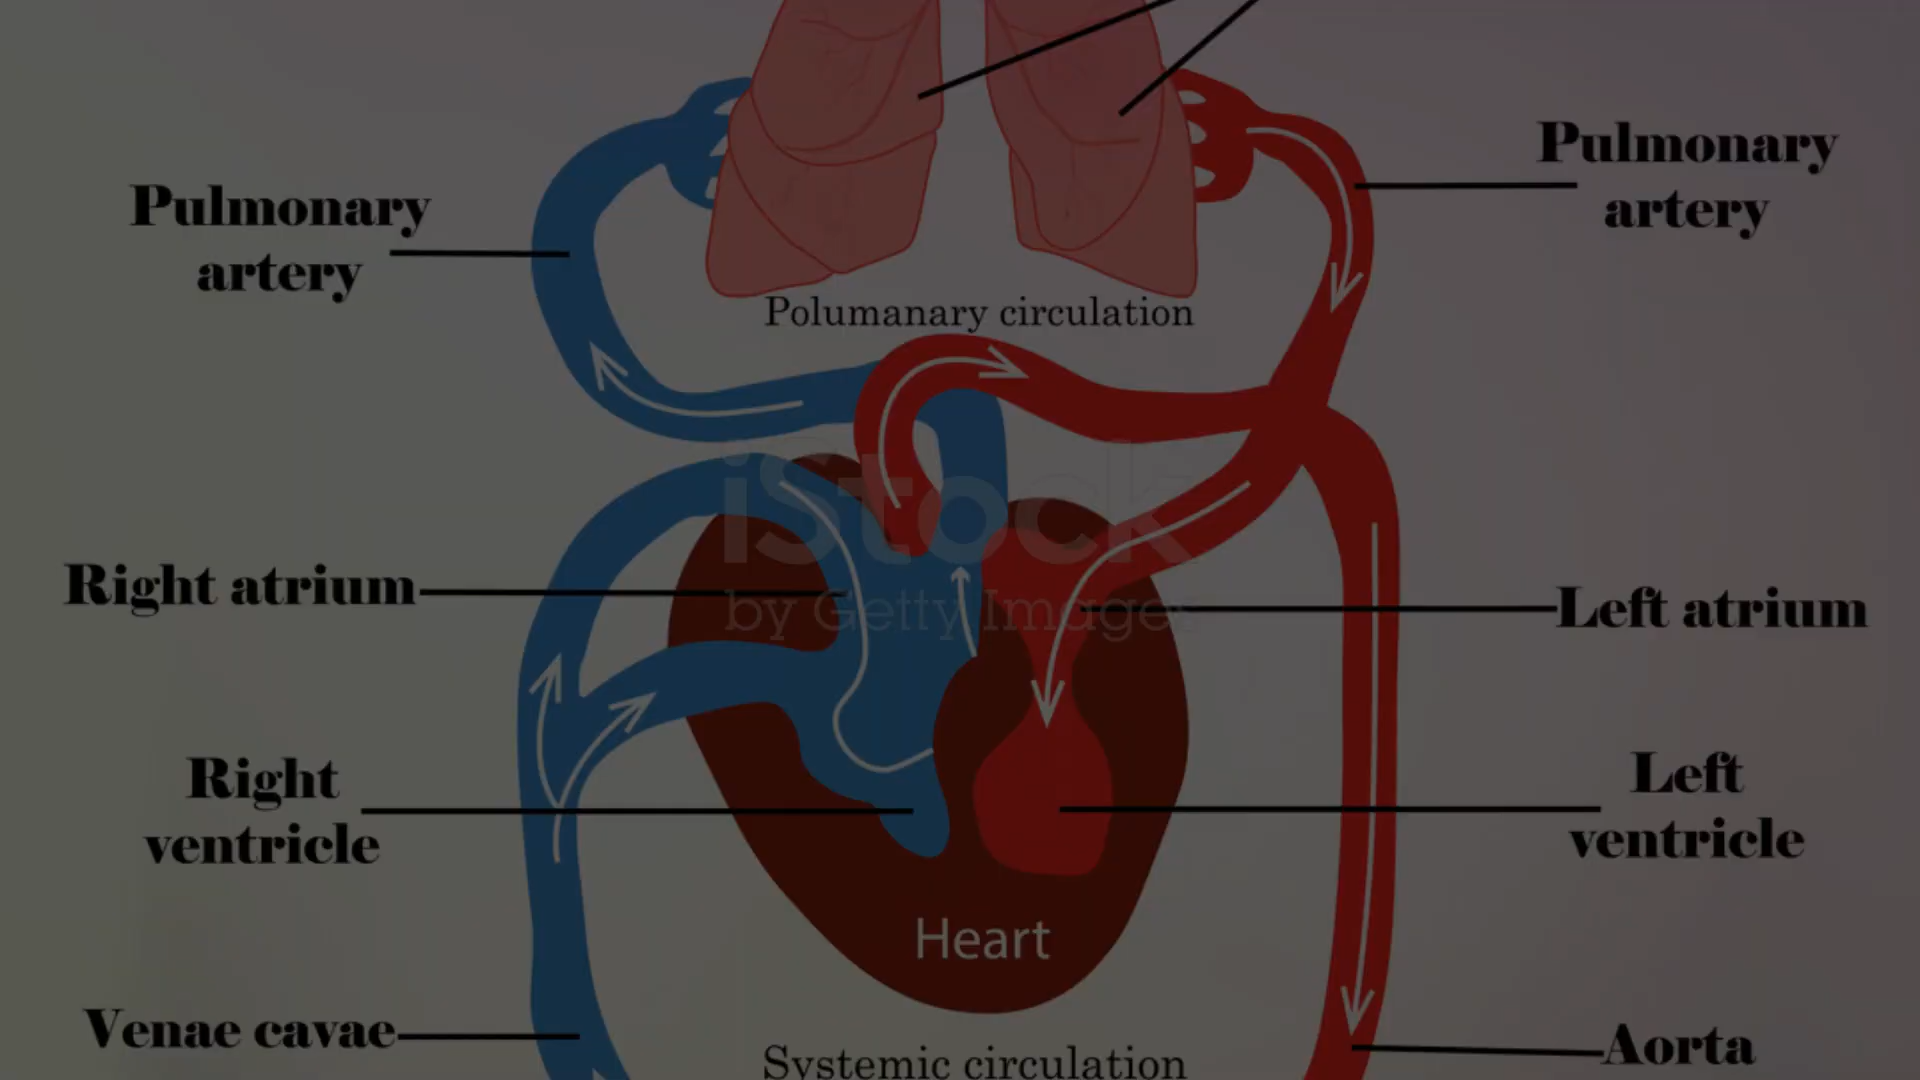 Pulmonary
artery
Pulmonary
artery
Polumanary circulation
iStock
by Getty Images
Right atrium
Left atrium
Right
ventricle
Left
ventricle
Heart
Venae cavae
Aorta
Systemic circulation